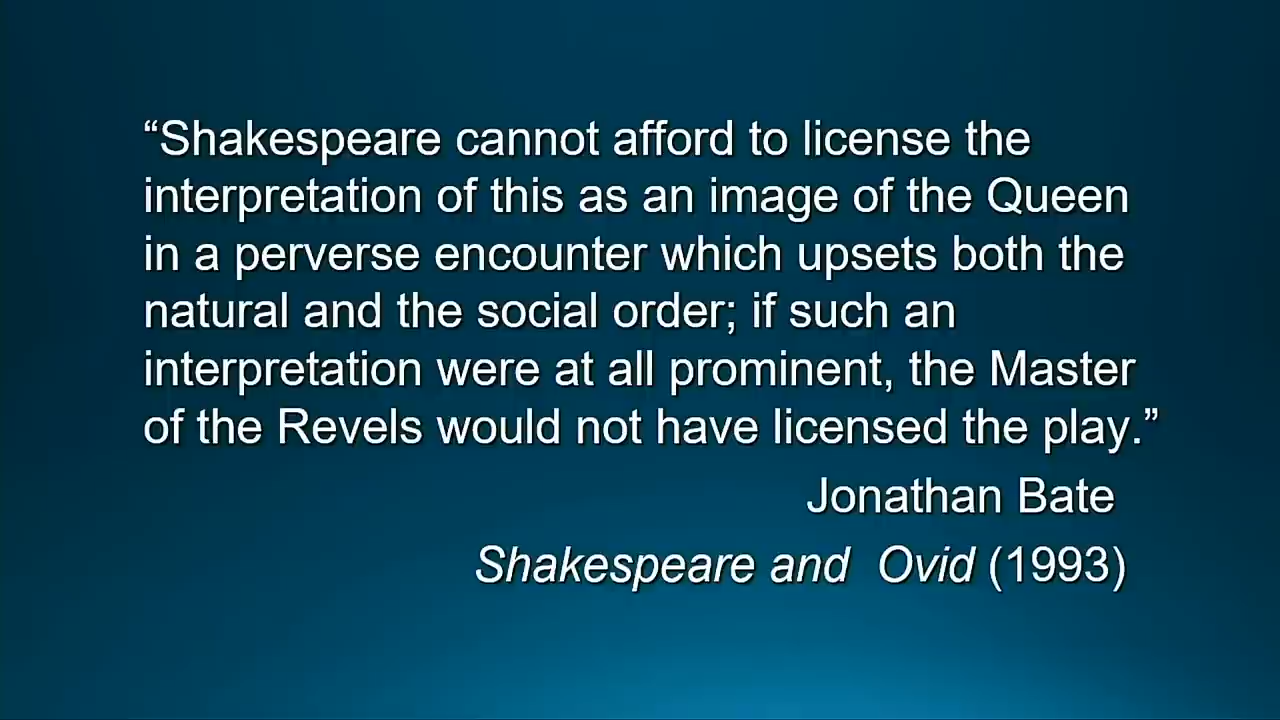 “Shakespeare cannot afford to license the
interpretation of this as an image of the Queen
in a perverse encounter which upsets both the
natural and the social order; if such an
interpretation were at all prominent, the Master
of the Revels would not have licensed the play.”
Jonathan Bate
Shakespeare and  Ovid (1993)